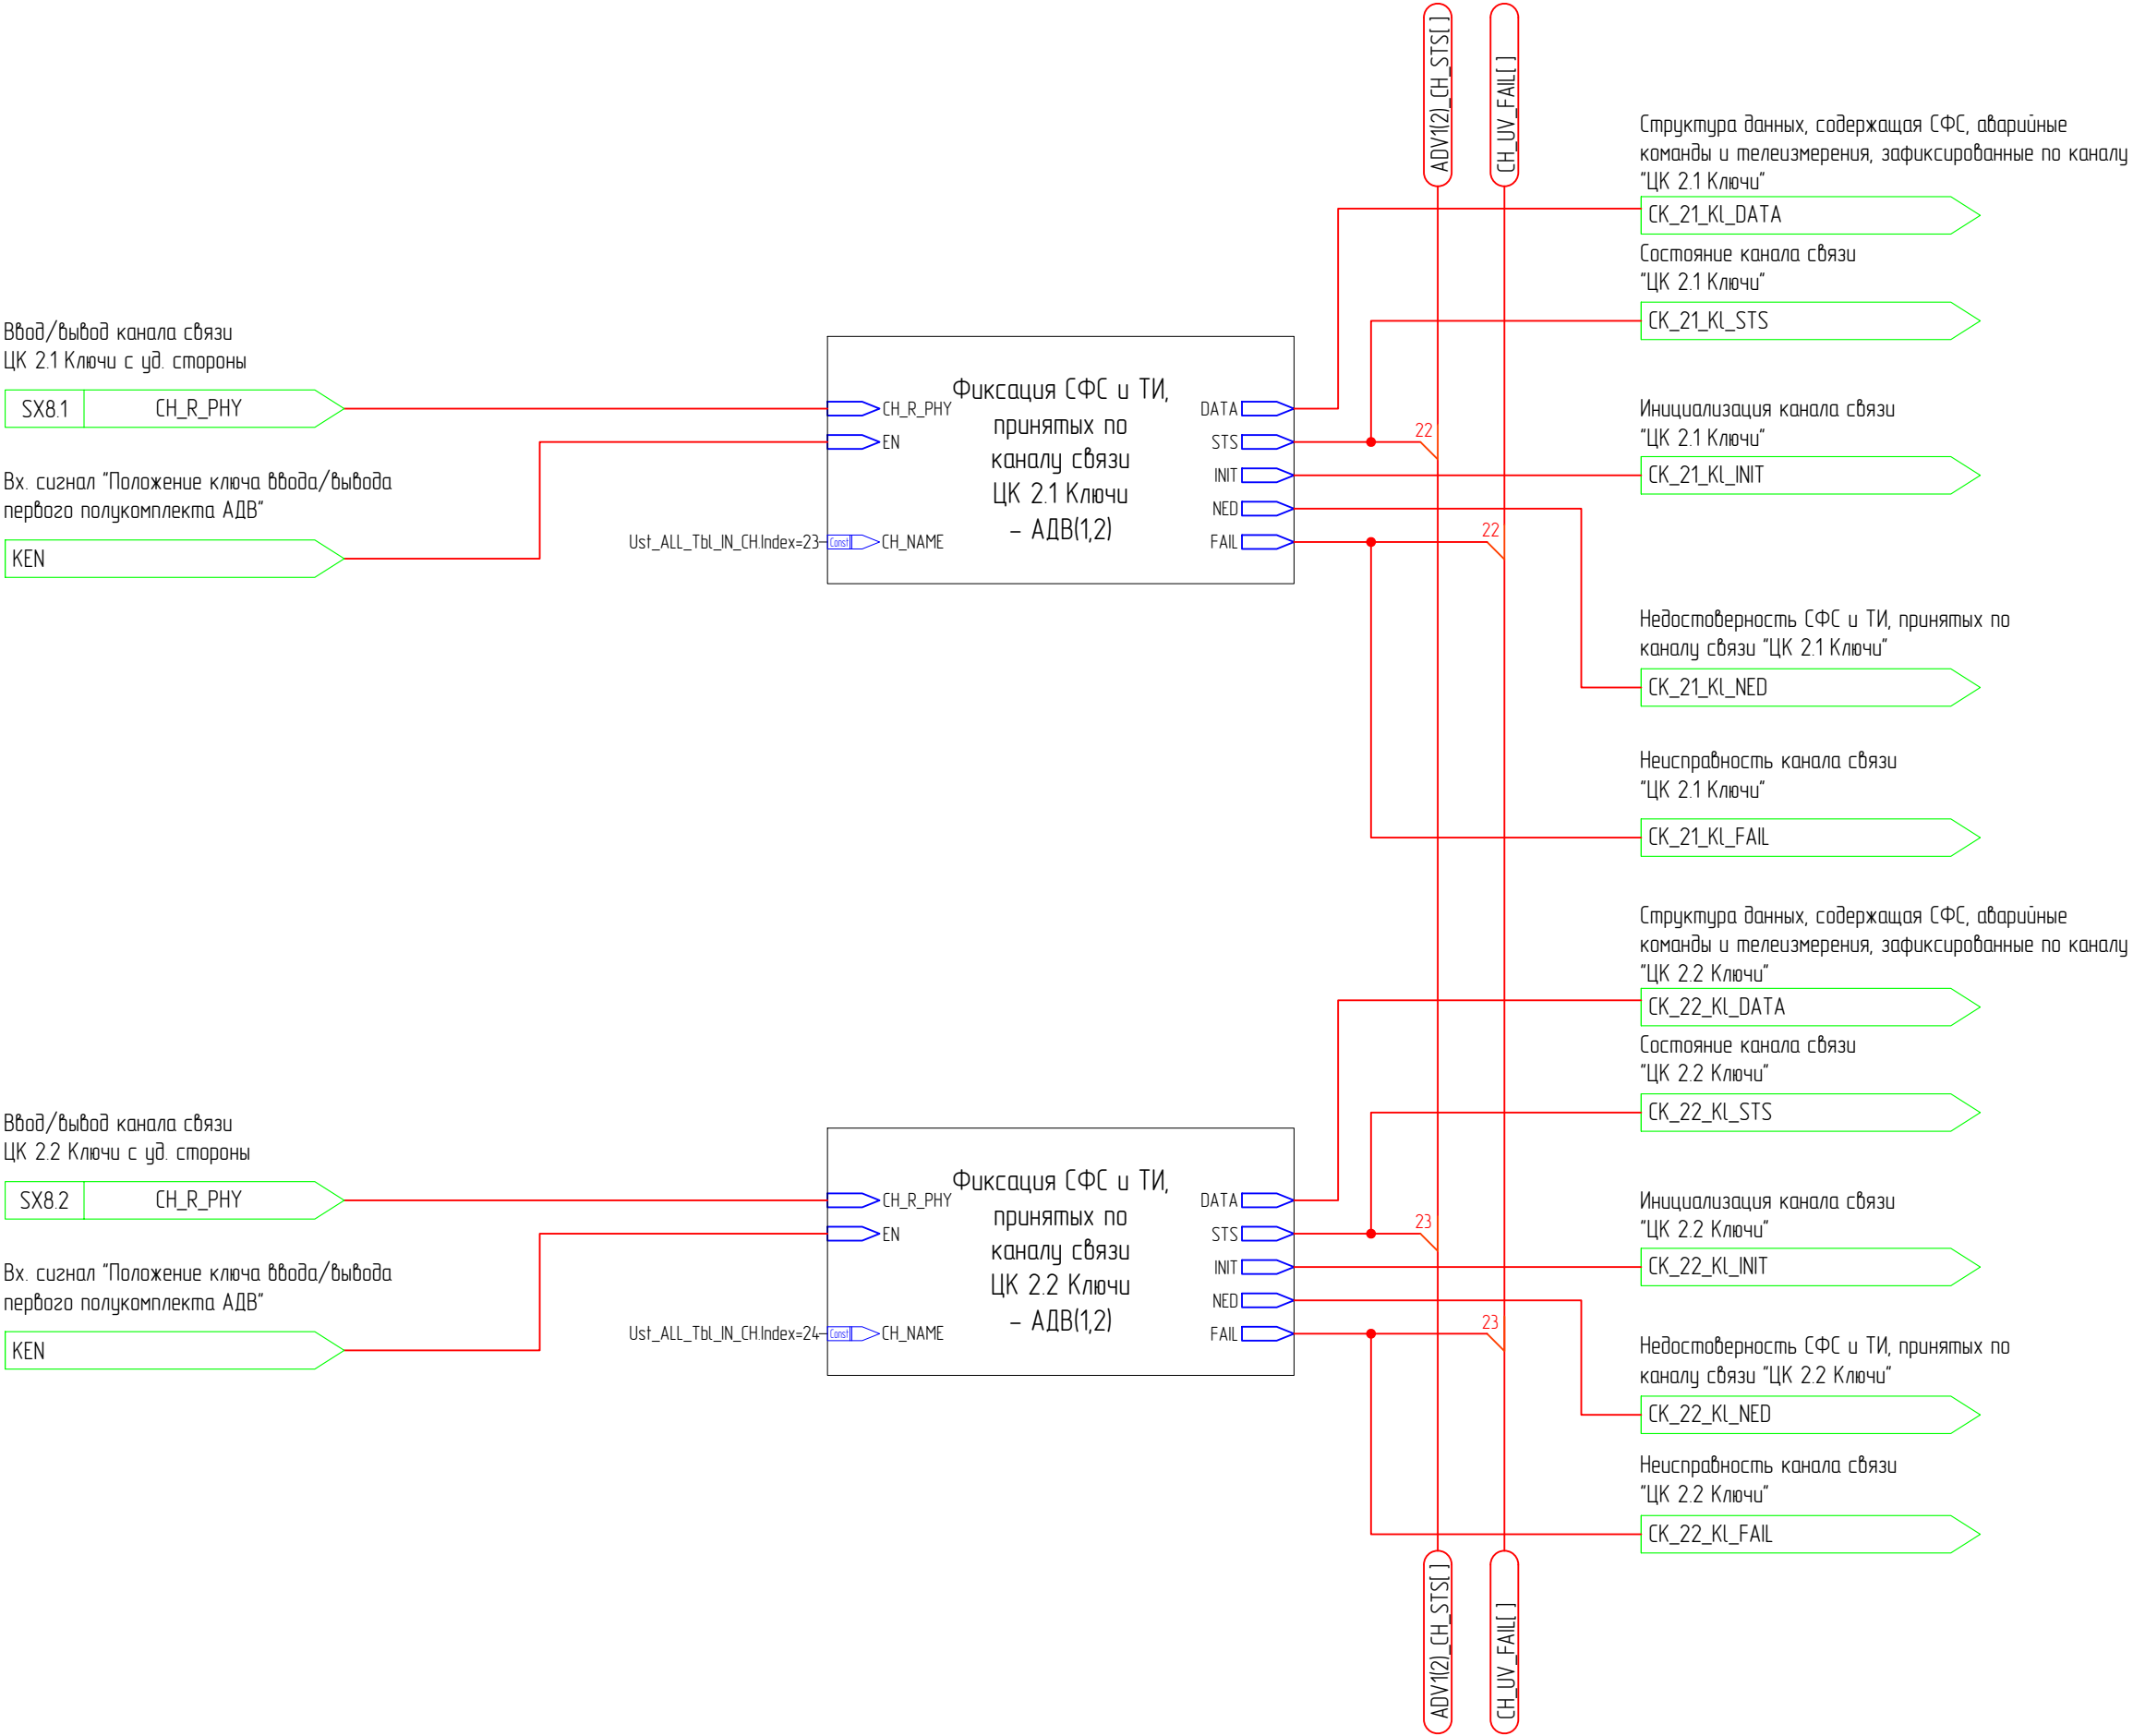 ADV1(2)_CH_STS[ ]
CH_UV_FAIL[ ]
Структура данных, содержащая СФС, аварийные
команды и телеизмерения, зафиксированные по каналу
"ЦК 2.1 Ключи"
CK_21_Kl_DATA
Состояние канала связи
"ЦК 2.1 Ключи"
CK_21_Kl_STS
Ввод/вывод канала связи
ЦК 2.1 Ключи с уд. стороны
SX8.1 CH_R_PHY
Вх. сигнал "Положение ключа ввода/вывода
первого полукомплекта АДВ"
KEN
Фиксация СФС и ТИ,
принятых по
каналу связи
ЦК 2.1 Ключи
- АДВ(1,2)
CH_R_PHY
EN
Ust_ALL_Tbl_IN_CH.Index=23
Const
CH_NAME
DATA
STS
INIT
NED
FAIL
22
22
Инициализация канала связи
"ЦК 2.1 Ключи"
CK_21_Kl_INIT
Недостоверность СФС и ТИ, принятых по
каналу связи "ЦК 2.1 Ключи"
CK_21_Kl_NED
Неисправность канала связи
"ЦК 2.1 Ключи"
CK_21_Kl_FAIL
Структура данных, содержащая СФС, аварийные
команды и телеизмерения, зафиксированные по каналу
"ЦК 2.2 Ключи"
CK_22_Kl_DATA
Состояние канала связи
"ЦК 2.2 Ключи"
CK_22_Kl_STS
Ввод/вывод канала связи
ЦК 2.2 Ключи с уд. стороны
SX8.2 CH_R_PHY
Вх. сигнал "Положение ключа ввода/вывода
первого полукомплекта АДВ"
KEN
Фиксация СФС и ТИ,
принятых по
каналу связи
ЦК 2.2 Ключи
- АДВ(1,2)
CH_R_PHY
EN
Ust_ALL_Tbl_IN_CH.Index=24
Const
CH_NAME
DATA
STS
INIT
NED
FAIL
23
23
Инициализация канала связи
"ЦК 2.2 Ключи"
CK_22_Kl_INIT
Недостоверность СФС и ТИ, принятых по
каналу связи "ЦК 2.2 Ключи"
CK_22_Kl_NED
Неисправность канала связи
"ЦК 2.2 Ключи"
CK_22_Kl_FAIL
ADV1(2)_CH_STS[ ]
CH_UV_FAIL[ ]